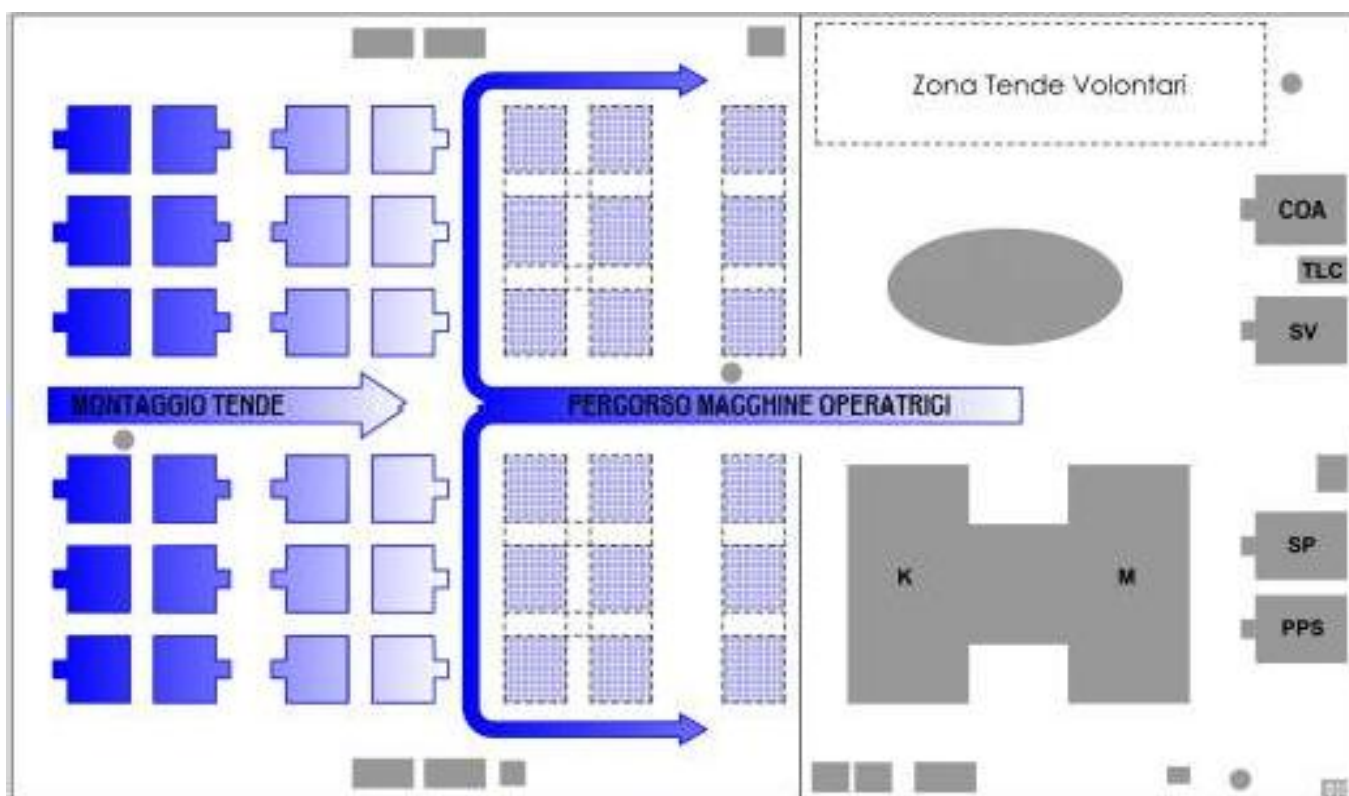 Zona Tende Volontari
COA
TLC
SV
MONTAGGIO TENDE
PERCORSO MACCHINE OPERATRICI
SP
K
M
PPS